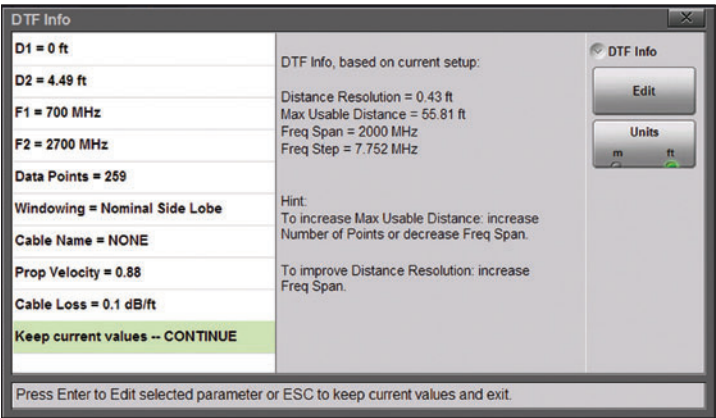 DTF Info
D1 = 0 ft
D2 = 4.49 ft
F1 = 700 MHz
F2 = 2700 MHz
Data Points = 259
Windowing = Nominal Side Lobe
Cable Name = NONE
Prop Velocity = 0.88
Cable Loss = 0.1 dB/ft
Keep current values -- CONTINUE
DTF Info, based on current setup:
Distance Resolution = 0.43 ft
Max Usable Distance = 55.81 ft
Freq Span = 2000 MHz
Freq Step = 7.752 MHz
Hint:
To increase Max Usable Distance: increase
Number of Points or decrease Freq Span.
To improve Distance Resolution: increase
Freq Span.
DTF Info
Edit
Units
m ft
Press Enter to Edit selected parameter or ESC to keep current values and exit.